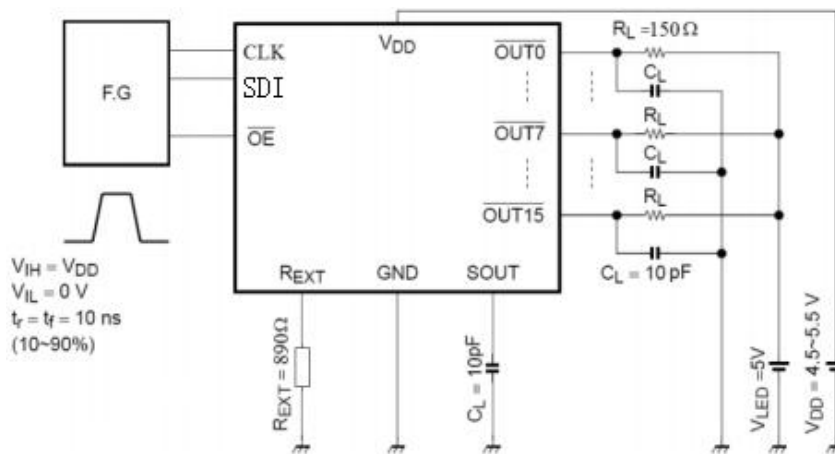 F.G
CLK
SDI
OE
VDD
OUT0
OUT7
OUT15
REXT
GND
SOUT
RL =150Ω
CL
RL
CL
RL
CL = 10 pF
VIH = VDD
VIL = 0 V
tr = tf = 10 ns
(10~90%)
REXT = 890Ω
CL = 10pF
VLED =5V
VDD = 4.5~5.5 V